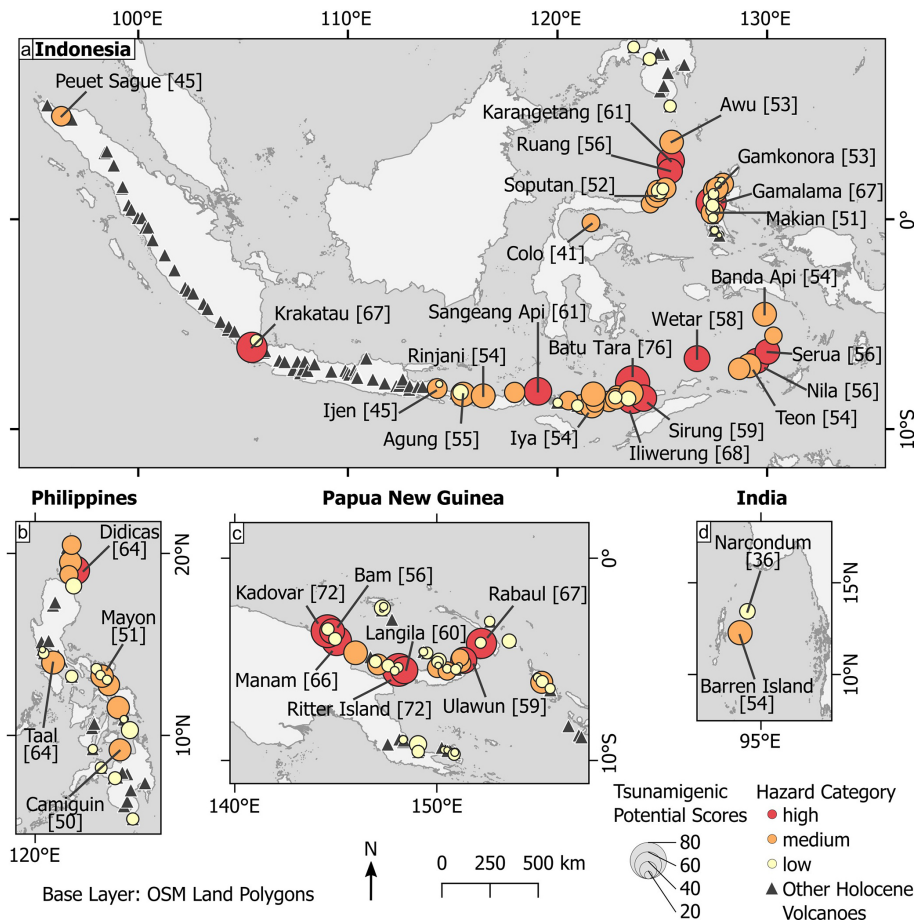 100°E 110°E 120°E 130°E
a Indonesia
Peuet Sague [45]
Karangetang [61]
Awu [53]
Ruang [56]
Gamkonora [53]
Soputan [52]
Gamalama [67]
Makian [51]
0°
Colo [41]
Banda Api [54]
Krakatau [67]
Sangeang Api [61]
Wetar [58]
Rinjani [54]
Batu Tara [76]
Serua [56]
Ijen [45]
Nila [56]
Agung [55]
Iya [54]
Sirung [59]
Teon [54]
Iliwerung [68]
10°S
Philippines
b
Didicas
[64]
20°N
Mayon
[51]
Taal
[64]
10°N
Camiguin
[50]
120°E
Papua New Guinea
c
0°
Kadovar [72]
Bam [56]
Rabaul [67]
Langila [60]
Manam [66]
Ritter Island [72]
Ulawun [59]
10°S
140°E 150°E
India
d
Narcondum
[36]
15°N
Barren Island
[54]
10°N
95°E
Tsunamigenic
Potential Scores
80
60
40
20
Hazard Category
high
medium
low
Other Holocene
Volcanoes
N
0 250 500 km
Base Layer: OSM Land Polygons